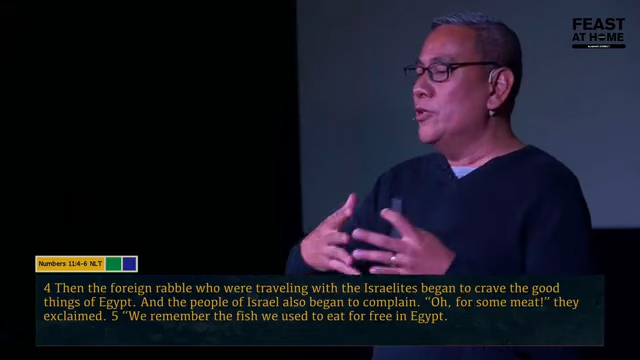 FEAST
AT HOME
Numbers 11:4-6 NLT
4 Then the foreign rabble who were traveling with the Israelites began to crave the good
things of Egypt. And the people of Israel also began to complain. “Oh, for some meat!” they
exclaimed. 5 “We remember the fish we used to eat for free in Egypt.